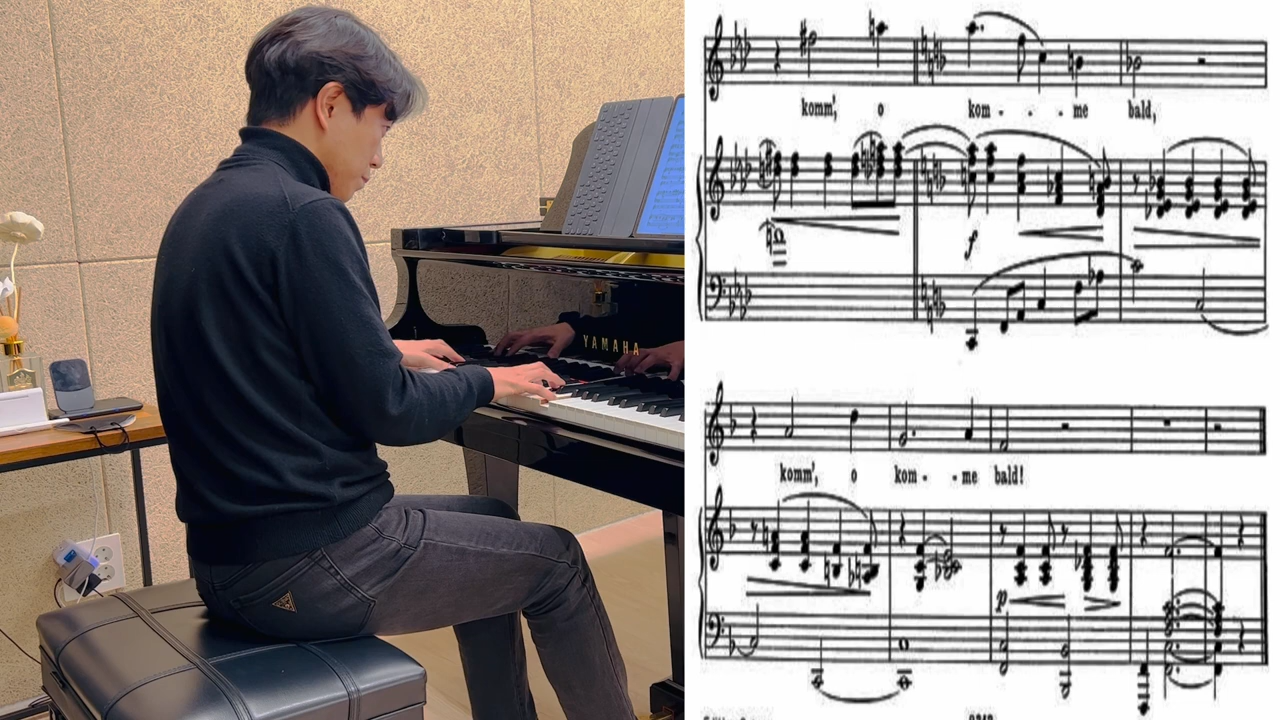 YAMAHA
komm', o kom - - - me bald,
f
komm', o kom - - me bald!
p